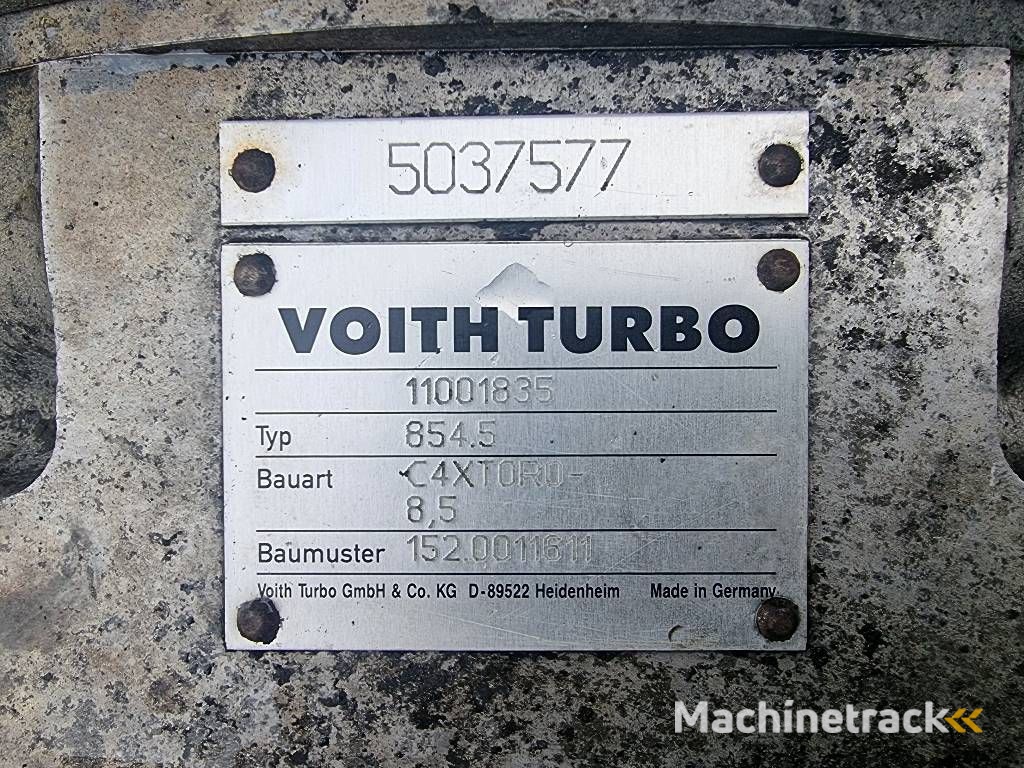 5037577
VOITH TURBO
11001835
Typ 854.5
Bauart C4XTOR0-
8,5
Baumuster 152.0011611
Voith Turbo GmbH & Co. KG D-89522 Heidenheim Made in Germany
Machinetrack